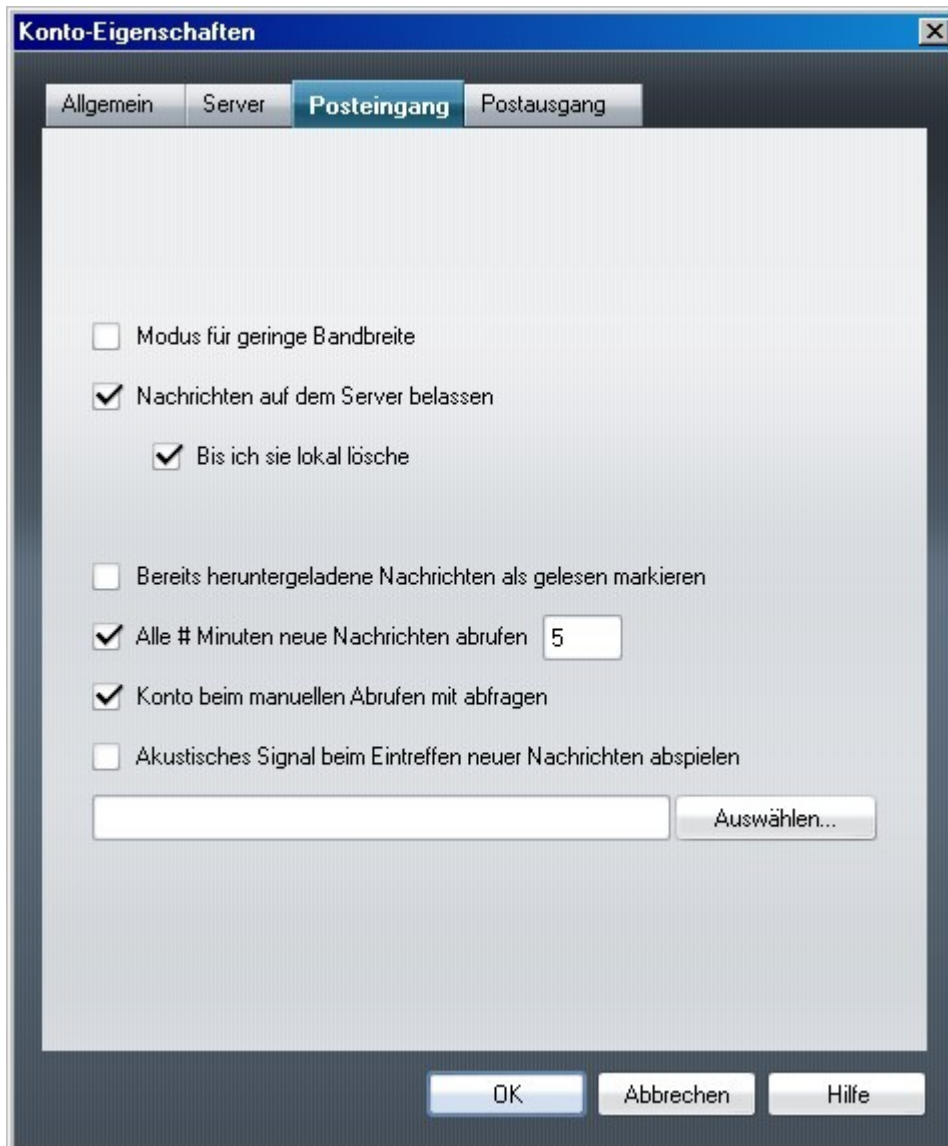 Konto-Eigenschaften
Allgemein Server Posteingang Postausgang
Modus für geringe Bandbreite
Nachrichten auf dem Server belassen
Bis ich sie lokal lösche
Bereits heruntergeladene Nachrichten als gelesen markieren
Alle # Minuten neue Nachrichten abrufen 5
Konto beim manuellen Abrufen mit abfragen
Akustisches Signal beim Eintreffen neuer Nachrichten abspielen
Auswählen...
OK Abbrechen Hilfe